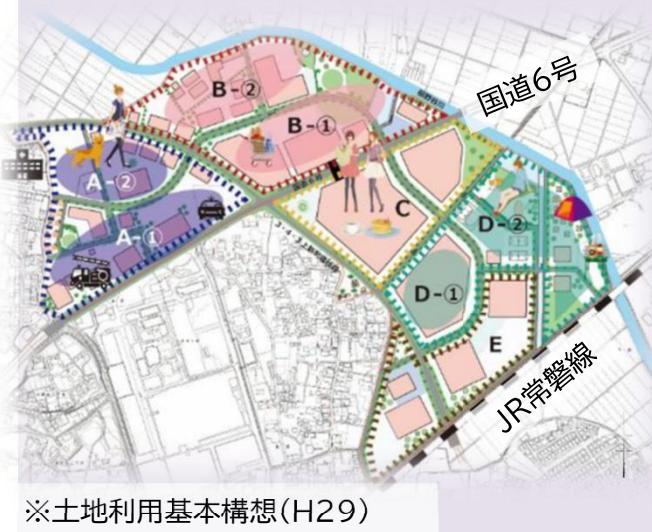 国道6号
B-②
B-①
A-②
C
A-①
D-②
D-①
E
JR常磐線
※土地利用基本構想(H29)